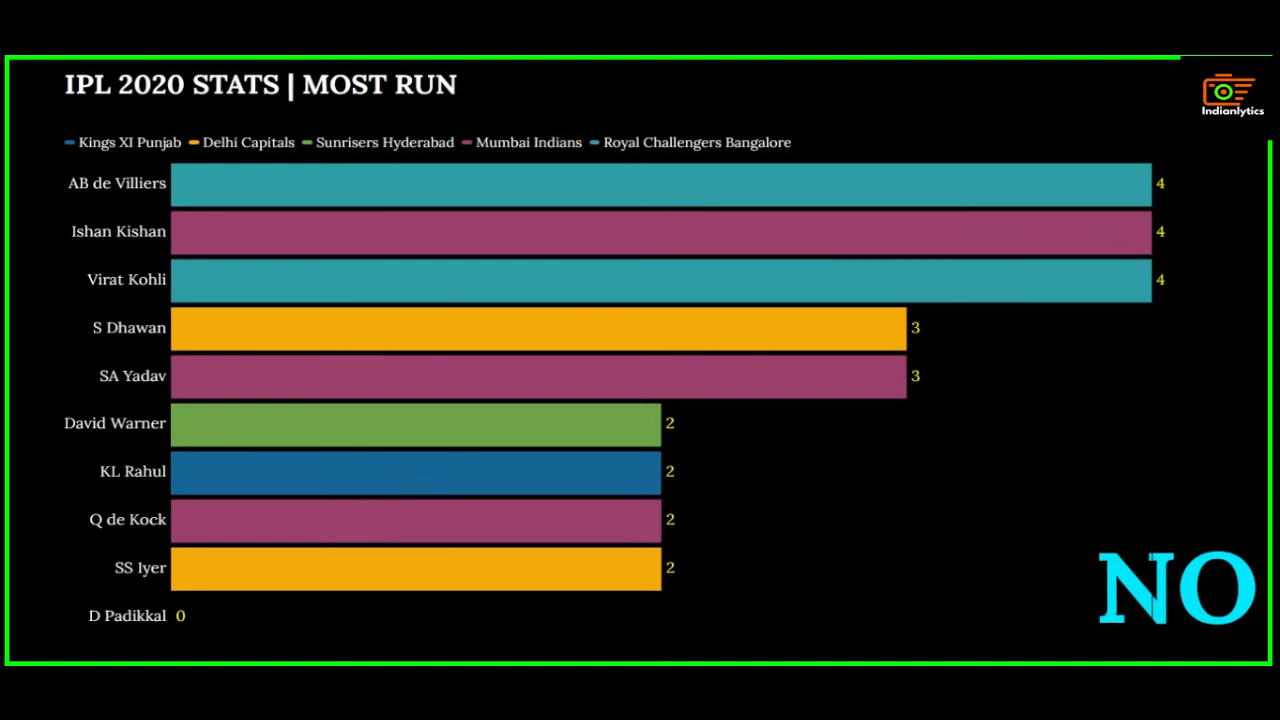 IPL 2020 STATS | MOST RUN
Indianlytics
Kings XI Punjab Delhi Capitals Sunrisers Hyderabad Mumbai Indians Royal Challengers Bangalore
AB de Villiers 4
Ishan Kishan 4
Virat Kohli 4
S Dhawan 3
SA Yadav 3
David Warner 2
KL Rahul 2
Q de Kock 2
SS Iyer 2
D Padikkal 0
NO